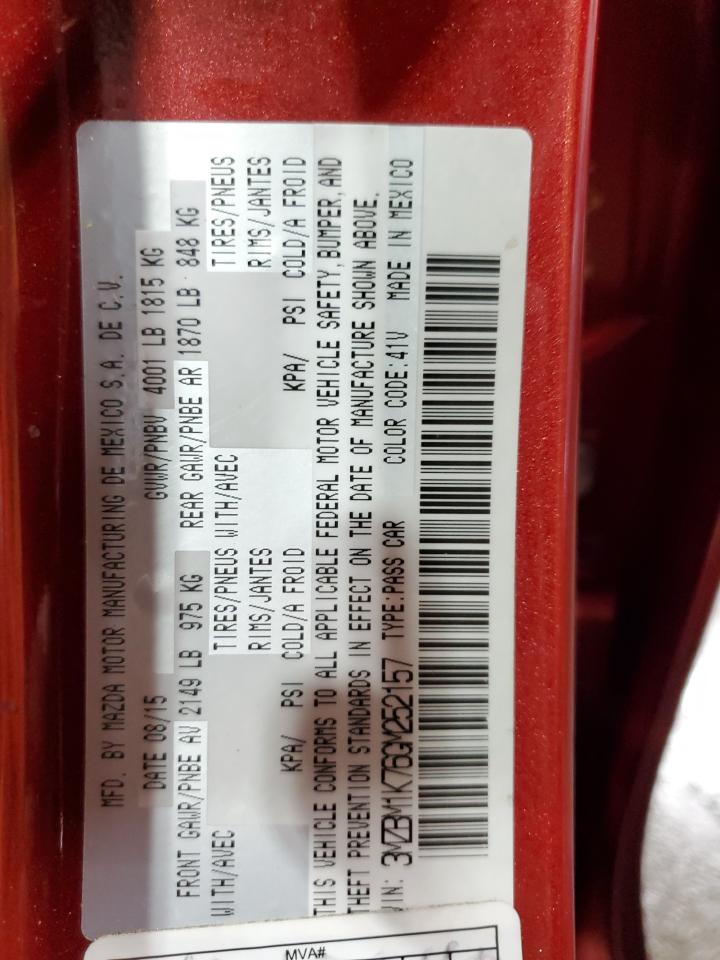 MFD. BY MAZDA MOTOR MANUFACTURING DE MEXICO S.A. DE C.V.
DATE 08/15 GVWR/PNBV 4001 LB 1815 KG
FRONT GAWR/PNBE AV 2149 LB 975 KG REAR GAWR/PNBE AR 1870 LB 848 KG
WITH/AVEC TIRES/PNEUS WITH/AVEC TIRES/PNEUS
RIMS/JANTES RIMS/JANTES
KPA/ PSI COLD/A FROID KPA/ PSI COLD/A FROID
THIS VEHICLE CONFORMS TO ALL APPLICABLE FEDERAL MOTOR VEHICLE SAFETY, BUMPER, AND
THEFT PREVENTION STANDARDS IN EFFECT ON THE DATE OF MANUFACTURE SHOWN ABOVE.
VIN: 3MZBM1K76GM252157 TYPE:PASS CAR COLOR CODE:41V MADE IN MEXICO
MVA#